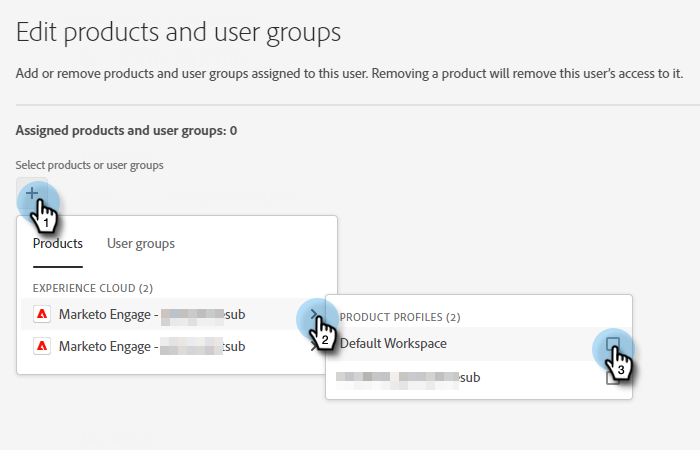 Edit products and user groups
Add or remove products and user groups assigned to this user. Removing a product will remove this user's access to it.
Assigned products and user groups: 0
Select products or user groups
+
1
Products User groups
EXPERIENCE CLOUD (2)
Marketo Engage - sub
2
PRODUCT PROFILES (2)
Default Workspace
3
Marketo Engage - sub
sub